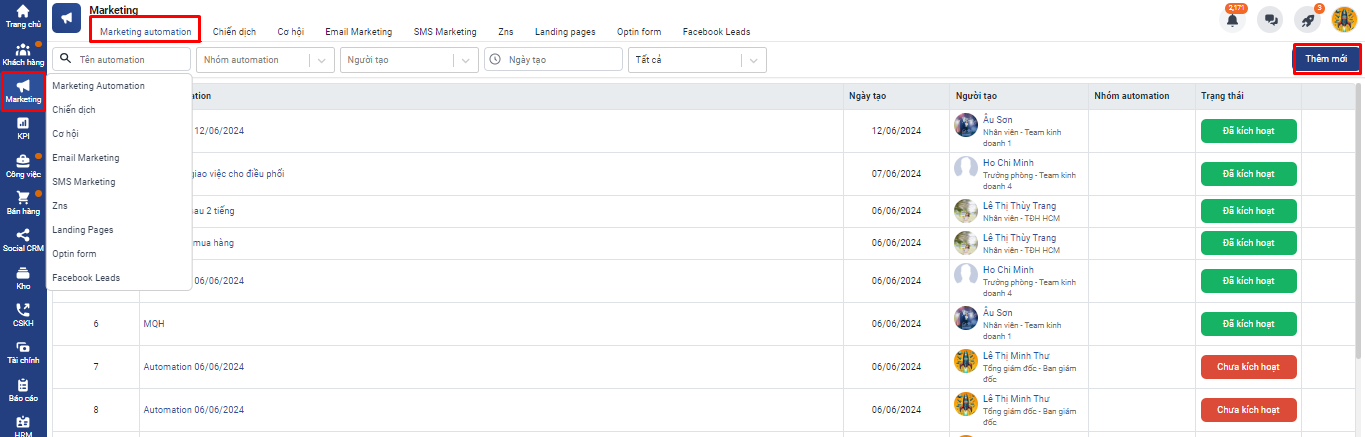 Trang chủ
Khách hàng
Marketing
KPI
Công việc
Bán hàng
Social CRM
Kho
CSKH
Tài chính
Báo cáo
HRM
Marketing
Marketing automation Chiến dịch Cơ hội Email Marketing SMS Marketing Zns Landing pages Optin form Facebook Leads
2,171 3
Tên automation Nhóm automation Người tạo Ngày tạo Tất cả Thêm mới
Marketing Automation
Chiến dịch
Cơ hội
Email Marketing
SMS Marketing
Zns
Landing Pages
Optin form
Facebook Leads
Ngày tạo Người tạo Nhóm automation Trạng thái
12/06/2024 12/06/2024 Âu Sơn Đã kích hoạt
Nhân viên - Team kinh
doanh 1
giao việc cho điều phối 07/06/2024 Ho Chi Minh Đã kích hoạt
Trưởng phòng - Team kinh
doanh 4
sau 2 tiếng 06/06/2024 Lê Thị Thùy Trang Đã kích hoạt
Nhân viên - TĐH HCM
mua hàng 06/06/2024 Lê Thị Thùy Trang Đã kích hoạt
Nhân viên - TĐH HCM
06/06/2024 06/06/2024 Ho Chi Minh Đã kích hoạt
Trưởng phòng - Team kinh
doanh 4
6 MQH 06/06/2024 Âu Sơn Đã kích hoạt
Nhân viên - Team kinh
doanh 1
7 Automation 06/06/2024 06/06/2024 Lê Thị Minh Thư Chưa kích hoạt
Tổng giám đốc - Ban giám
đốc
8 Automation 06/06/2024 06/06/2024 Lê Thị Minh Thư Chưa kích hoạt
Tổng giám đốc - Ban giám
đốc